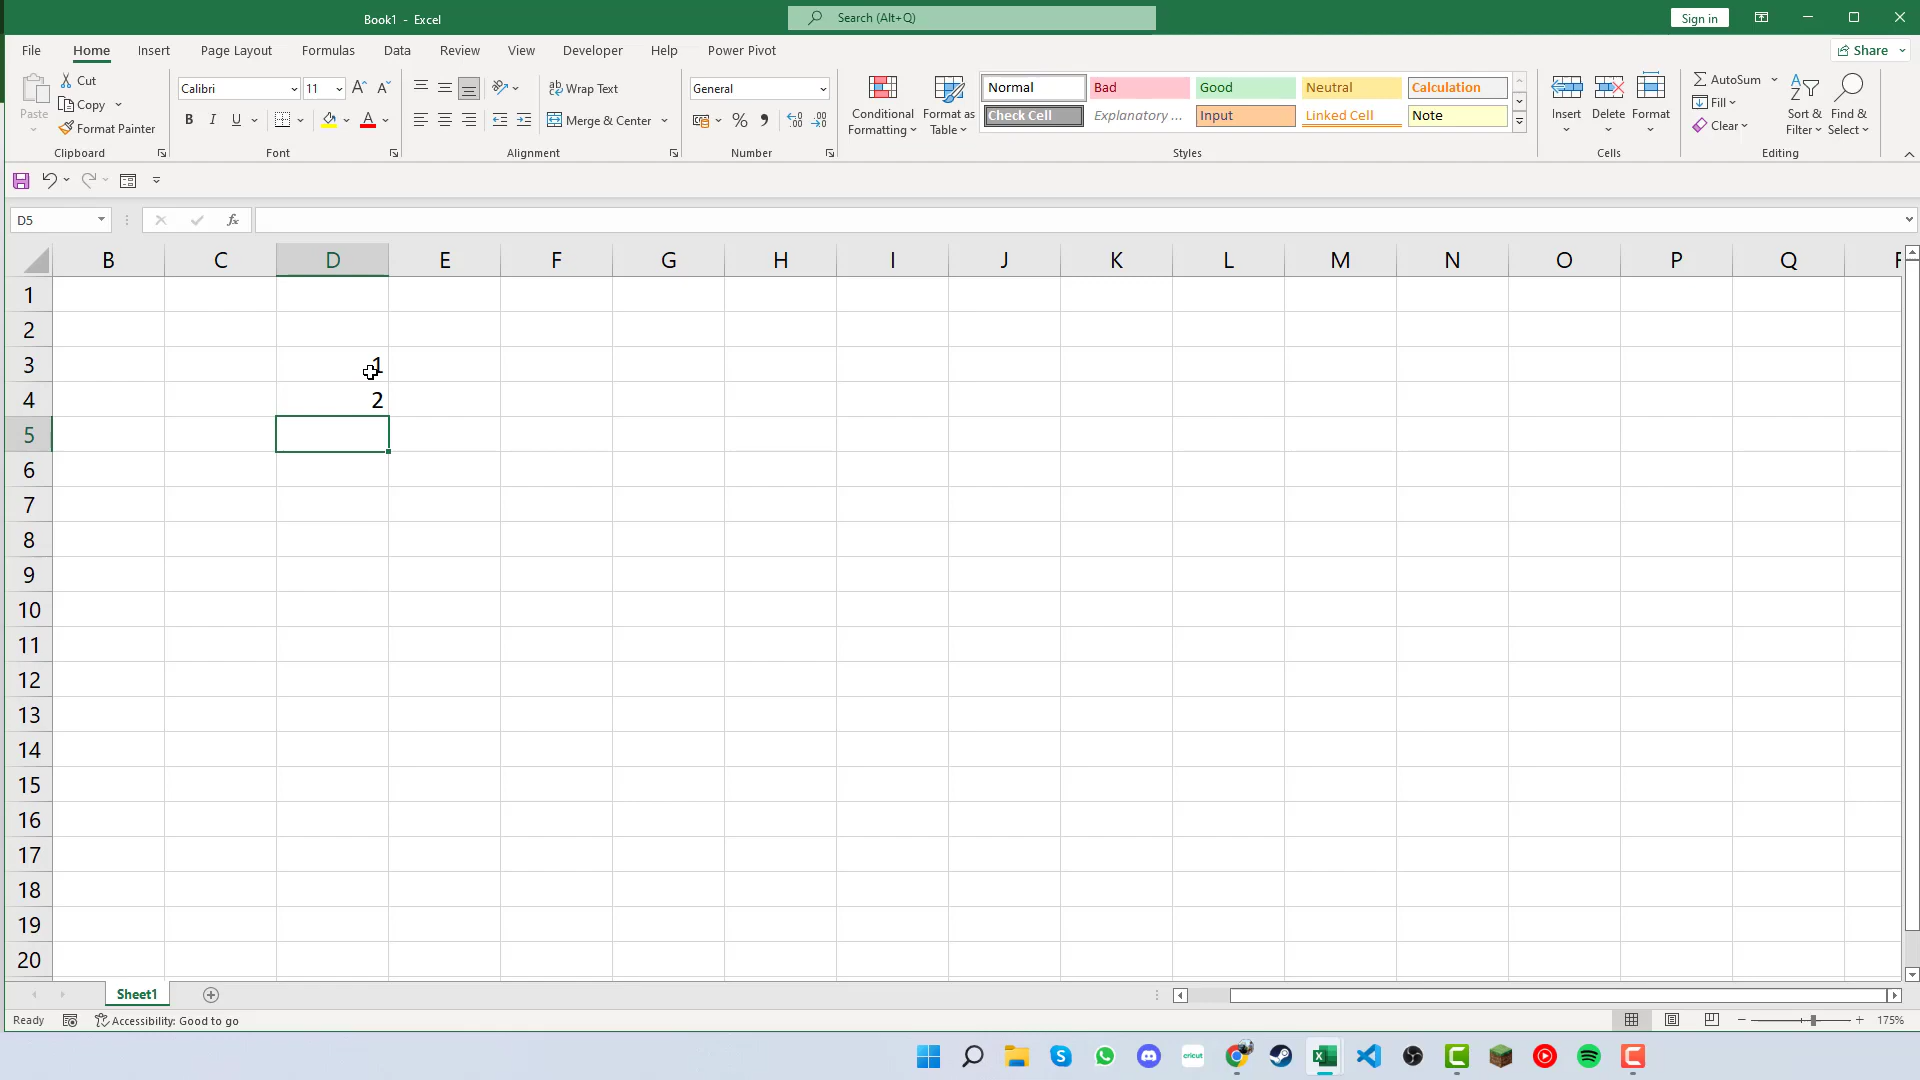 Book1 - Excel
Search (Alt+Q)
Sign in
File Home Insert Page Layout Formulas Data Review View Developer Help Power Pivot
Share
Paste
Cut
Copy
Format Painter
Clipboard
Calibri 11
B I U
Font
Wrap Text
Merge & Center
Alignment
General
Number
Conditional Formatting
Format as Table
Normal Bad Good Neutral Calculation
Check Cell Explanatory ... Input Linked Cell Note
Styles
Insert Delete Format
Cells
AutoSum
Fill
Clear
Sort & Filter
Find & Select
Editing
D5
fx
B C D E F G H I J K L M N O P Q
1
2
3 1
4 2
5
6
7
8
9
10
11
12
13
14
15
16
17
18
19
20
Sheet1
Ready Accessibility: Good to go 175%
cricut